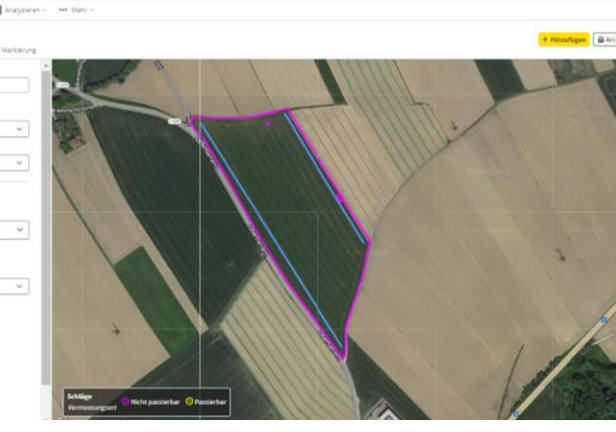 Analysieren
Mehr
+ Hinzufügen
Markierung
Schläge
Vermessungsart
Nicht passierbar
Passierbar